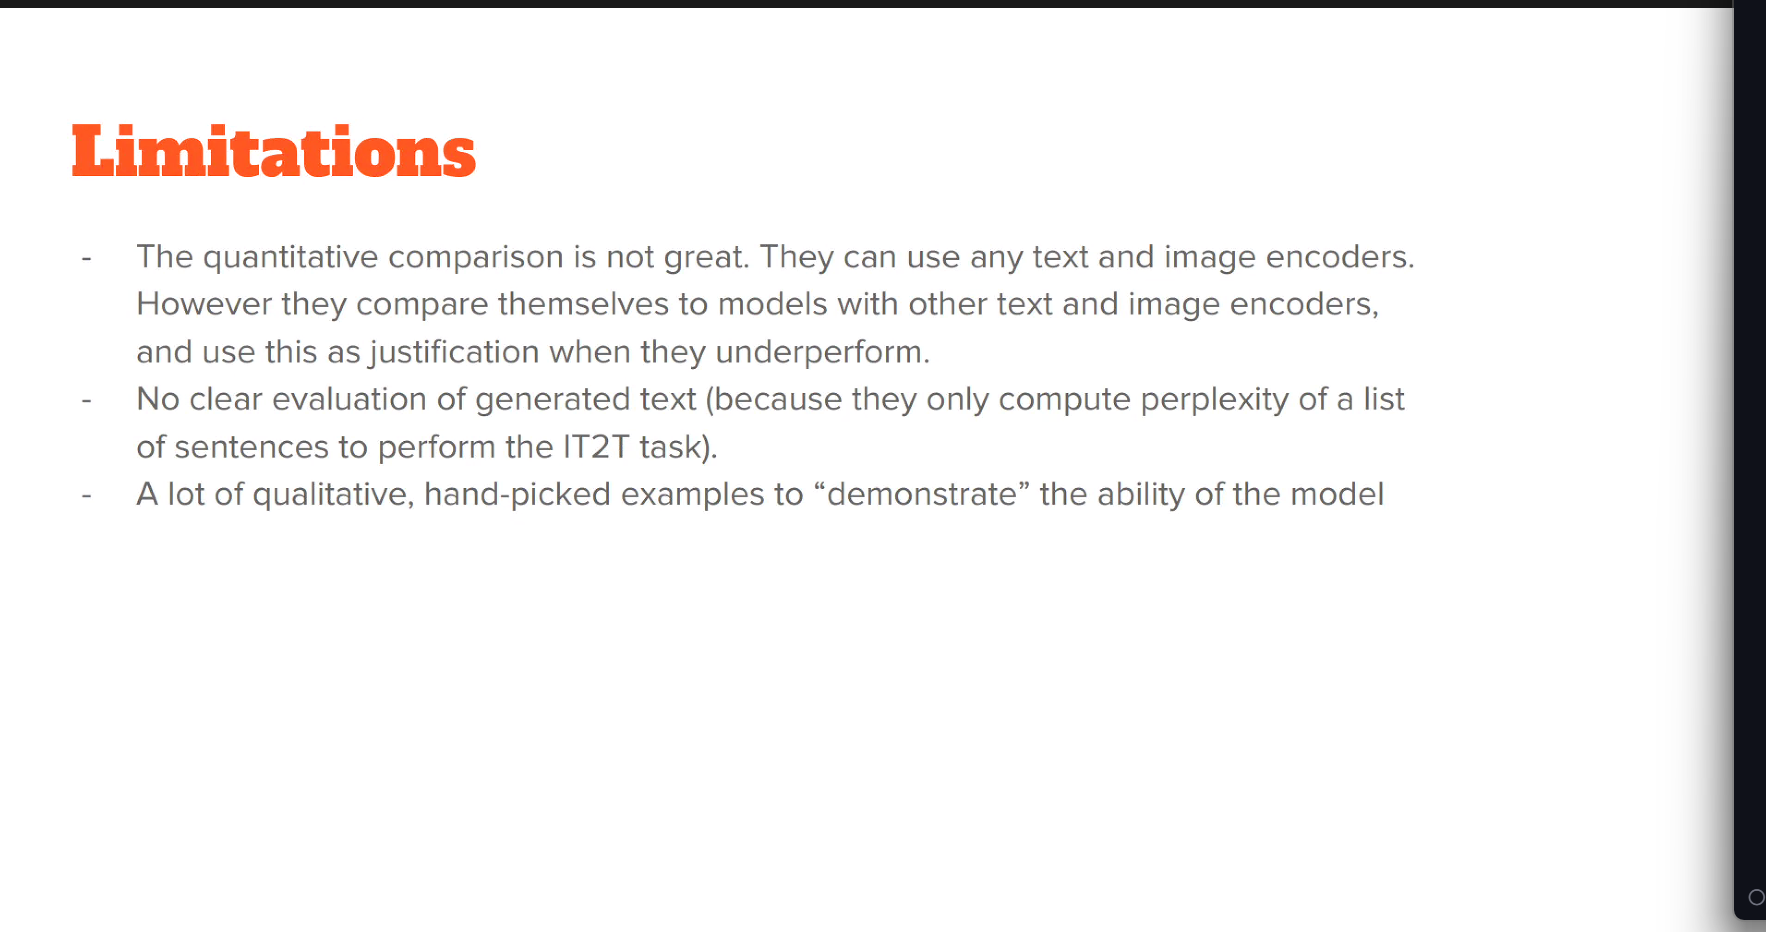 Limitations
- The quantitative comparison is not great. They can use any text and image encoders.
However they compare themselves to models with other text and image encoders,
and use this as justification when they underperform.
- No clear evaluation of generated text (because they only compute perplexity of a list
of sentences to perform the IT2T task).
- A lot of qualitative, hand-picked examples to “demonstrate” the ability of the model